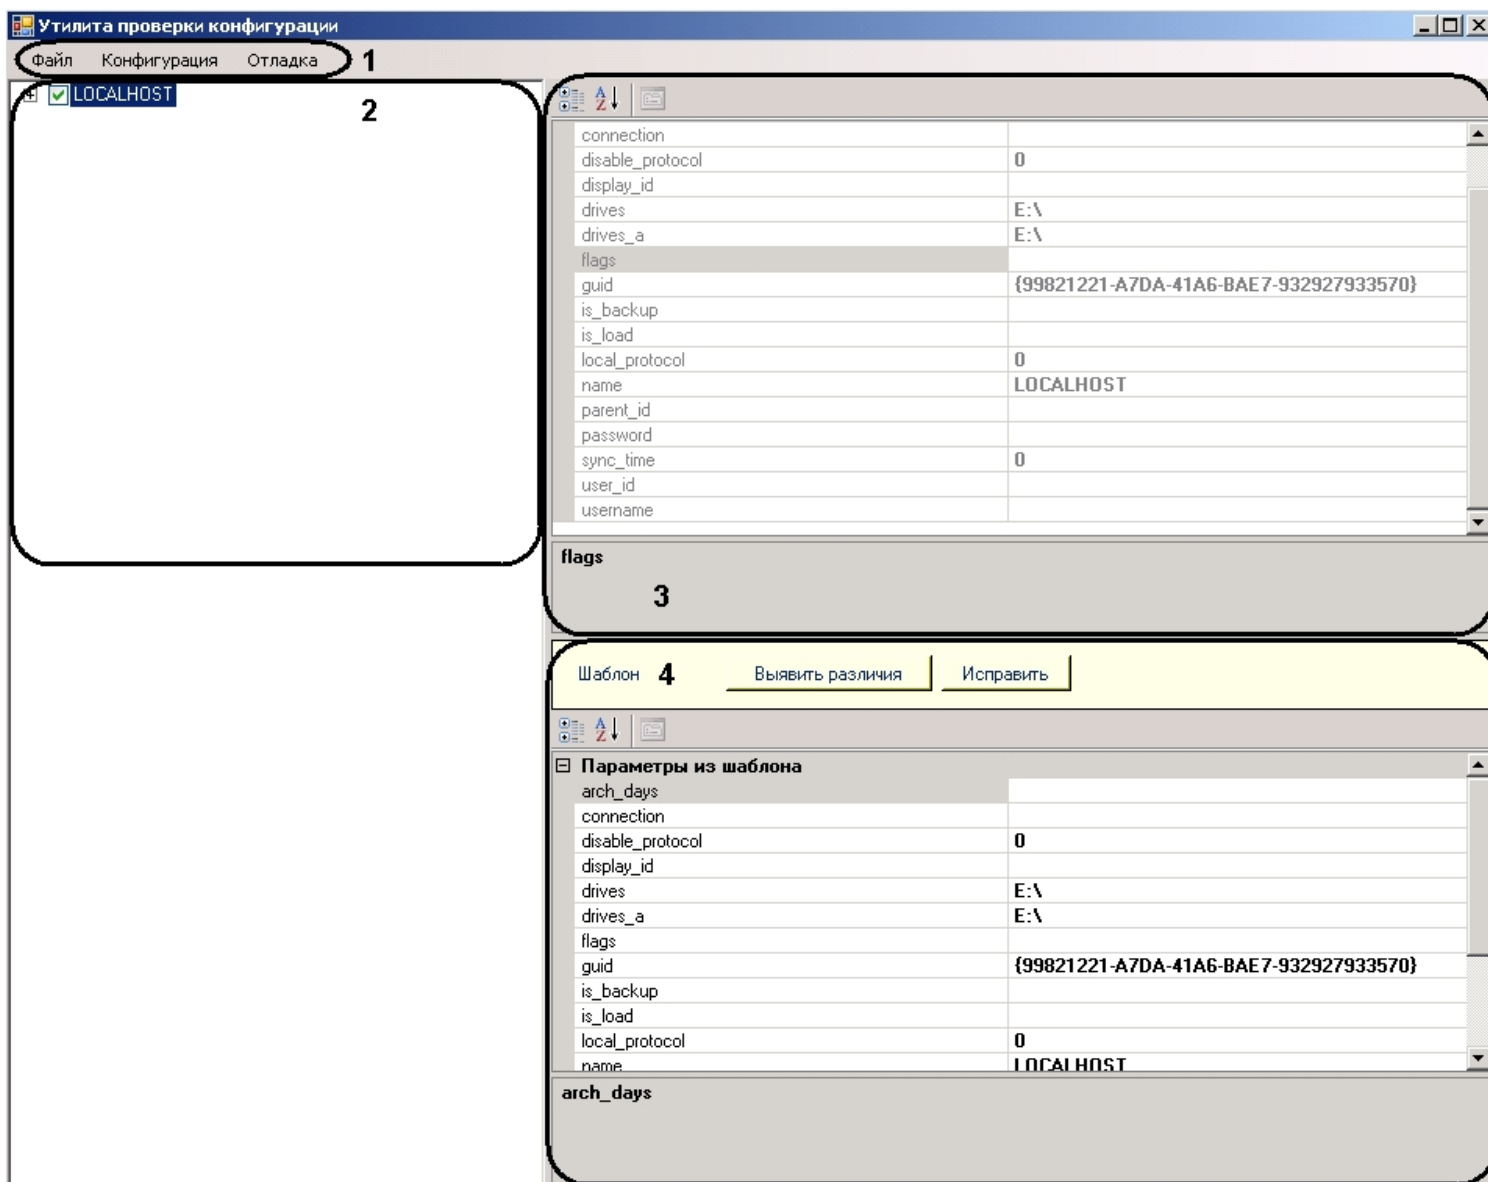 Утилита проверки конфигурации
Файл Конфигурация Отладка 1
LOCALHOST
2
connection
disable_protocol 0
display_id
drives E:\
drives_a E:\
flags
guid {99821221-A7DA-41A6-BAE7-932927933570}
is_backup
is_load
local_protocol 0
name LOCALHOST
parent_id
password
sync_time 0
user_id
username
flags
3
Шаблон 4 Выявить различия Исправить
Параметры из шаблона
arch_days
connection
disable_protocol 0
display_id
drives E:\
drives_a E:\
flags
guid {99821221-A7DA-41A6-BAE7-932927933570}
is_backup
is_load
local_protocol 0
name LOCALHOST
arch_days